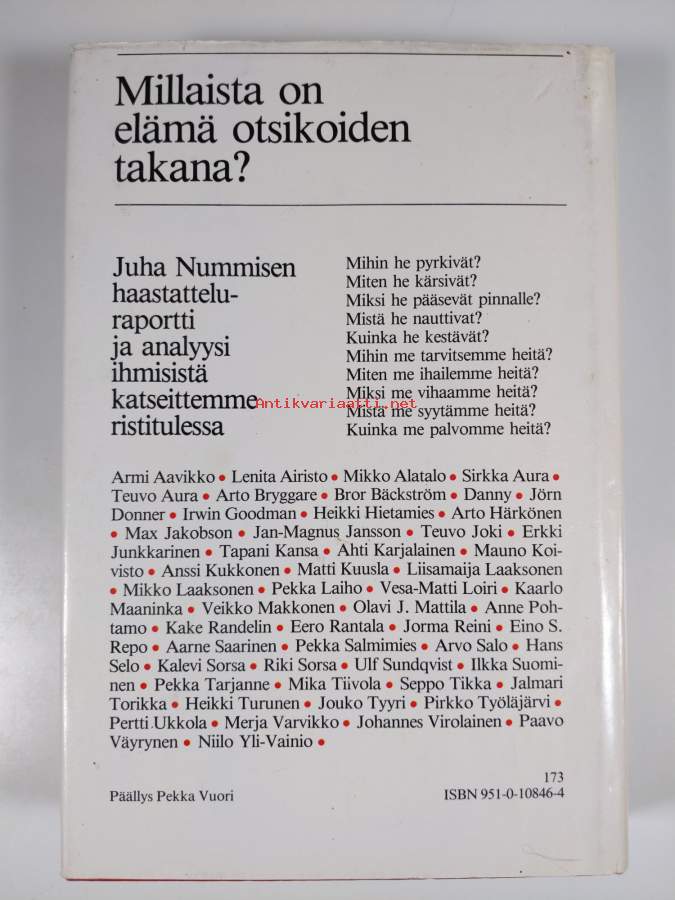 Millaista on
elämä otsikoiden
takana?
Juha Nummisen
haastattelu-
raportti
ja analyysi
ihmisistä
katseittemme
ristitulessa
Mihin he pyrkivät?
Miten he kärsivät?
Miksi he pääsevät pinnalle?
Mistä he nauttivat?
Kuinka he kestävät?
Mihin me tarvitsemme heitä?
Miten me ihailemme heitä?
Miksi me vihaamme heitä?
Mistä me syytämme heitä?
Kuinka me palvomme heitä?
Antikvariaatti.net
Armi Aavikko • Lenita Airisto • Mikko Alatalo • Sirkka Aura •
Teuvo Aura • Arto Bryggare • Bror Bäckström • Danny • Jörn
Donner • Irwin Goodman • Heikki Hietamies • Arto Härkönen
• Max Jakobson • Jan-Magnus Jansson • Teuvo Joki • Erkki
Junkkarinen • Tapani Kansa • Ahti Karjalainen • Mauno Koi-
visto • Anssi Kukkonen • Matti Kuusla • Liisamaija Laaksonen
• Mikko Laaksonen • Pekka Laiho • Vesa-Matti Loiri • Kaarlo
Maaninka • Veikko Makkonen • Olavi J. Mattila • Anne Poh-
tamo • Kake Randelin • Eero Rantala • Jorma Reini • Eino S.
Repo • Aarne Saarinen • Pekka Salmimies • Arvo Salo • Hans
Selo • Kalevi Sorsa • Riki Sorsa • Ulf Sundqvist • Ilkka Suomi-
nen • Pekka Tarjanne • Mika Tiivola • Seppo Tikka • Jalmari
Torikka • Heikki Turunen • Jouko Tyyri • Pirkko Työläjärvi •
Pertti Ukkola • Merja Varvikko • Johannes Virolainen • Paavo
Väyrynen • Niilo Yli-Vainio •
173
Päällys Pekka Vuori
ISBN 951-0-10846-4